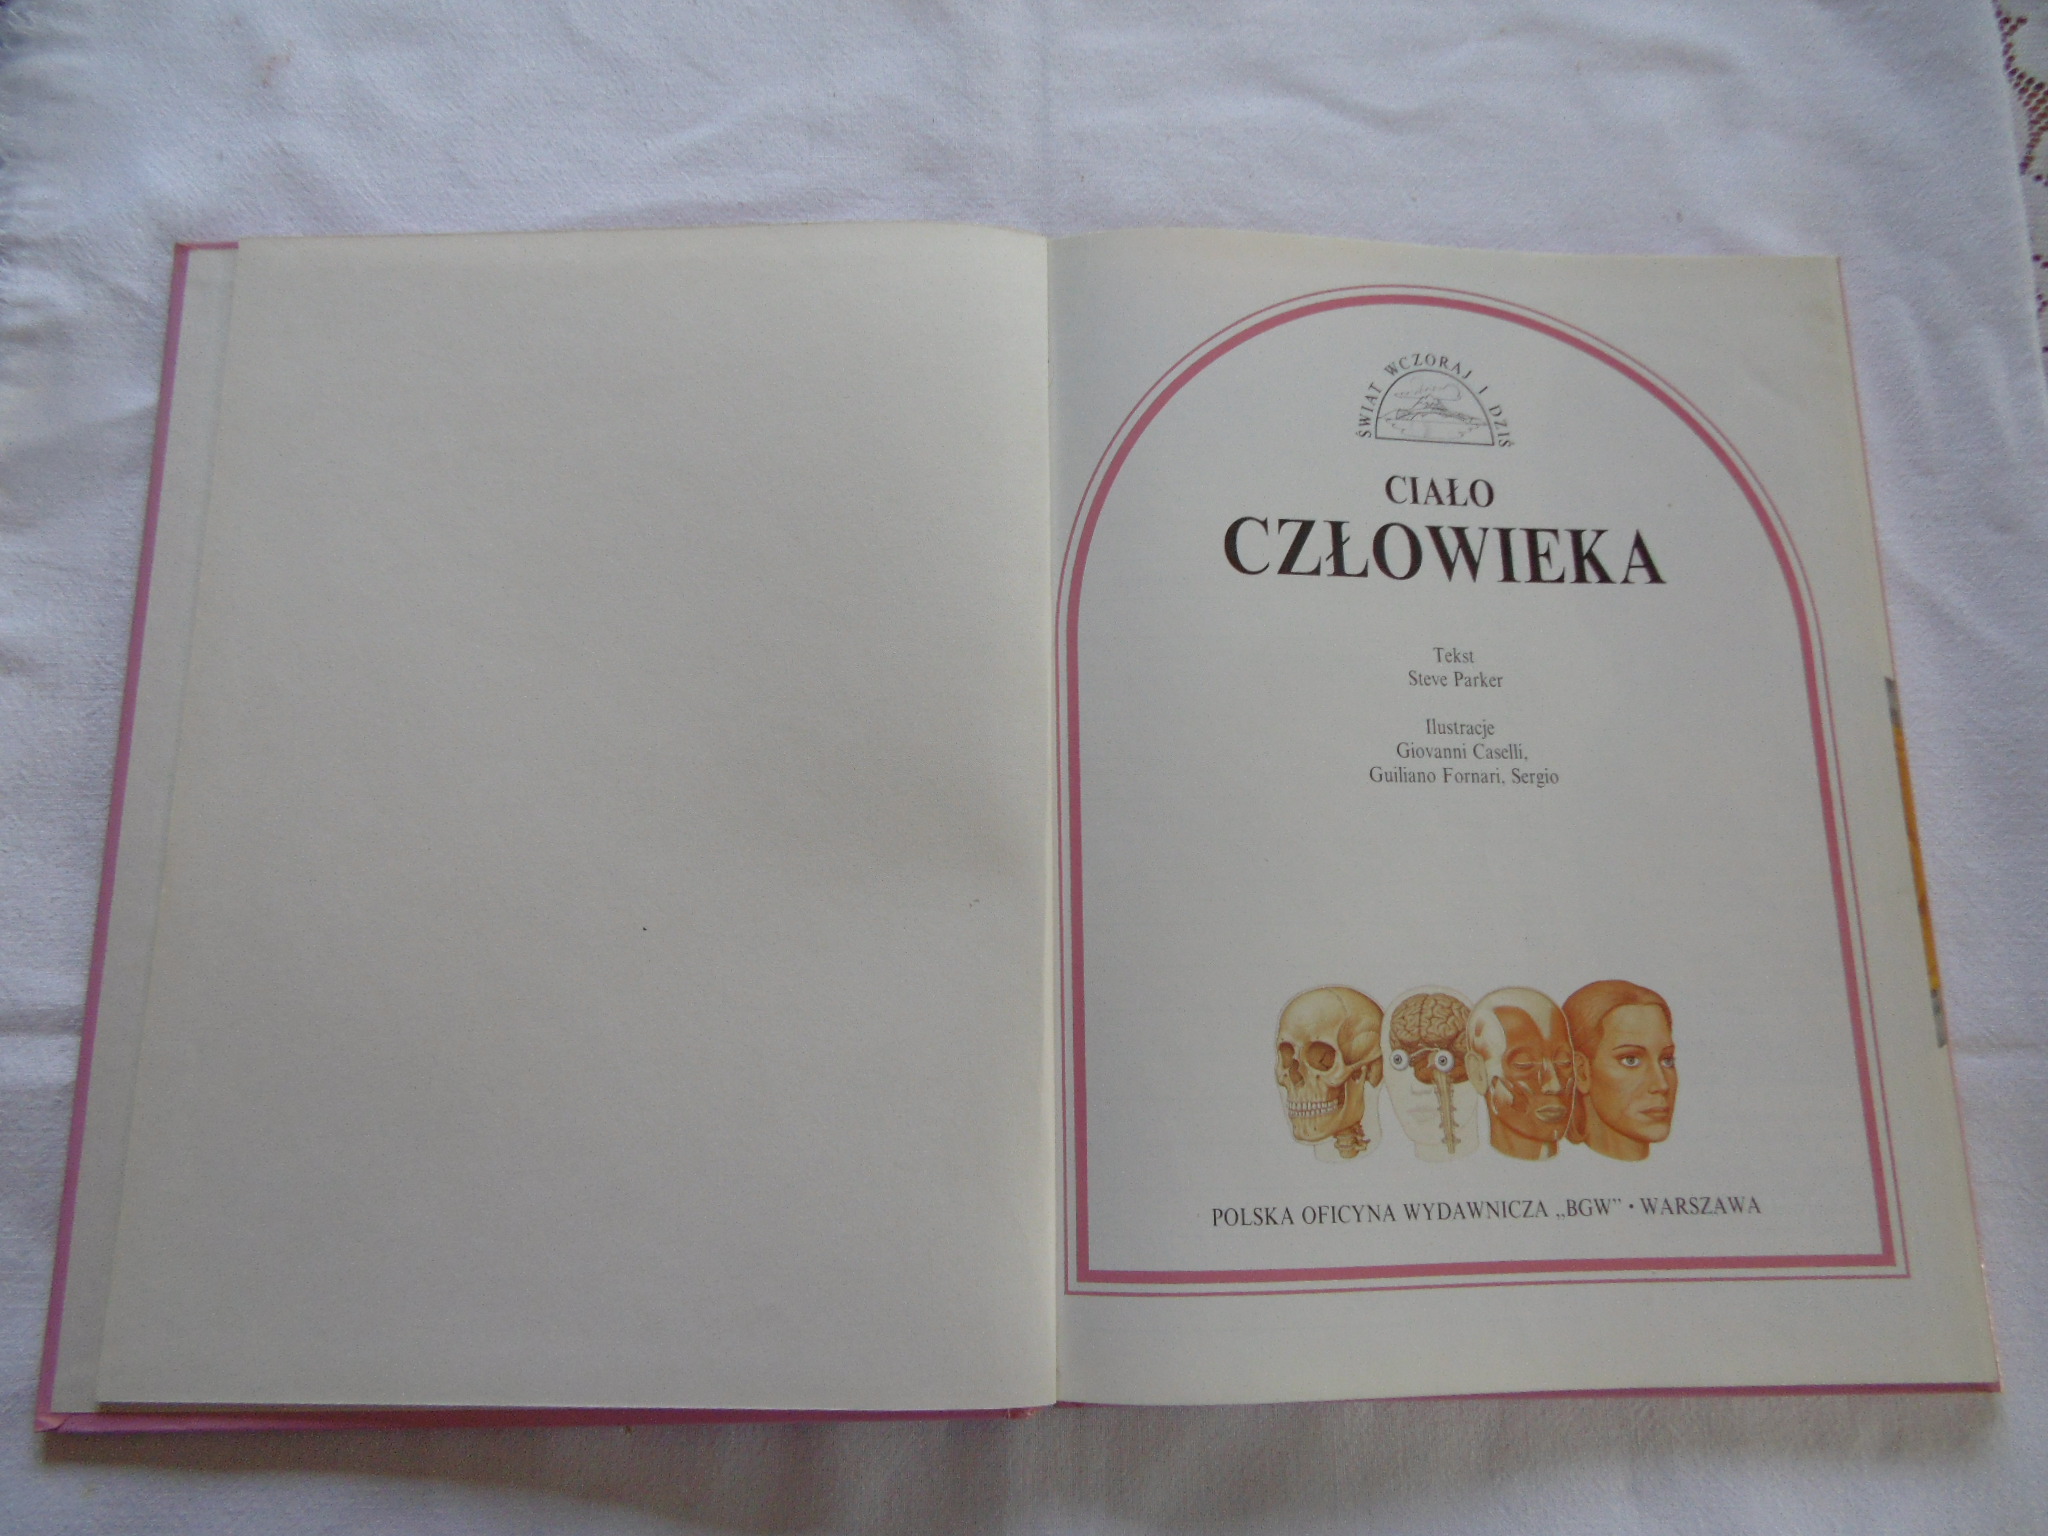 ŚWIAT WCZORAJ I DZIŚ
CIAŁO
CZŁOWIEKA
Tekst
Steve Parker
Ilustracje
Giovanni Caselli,
Guiliano Fornari, Sergio
POLSKA OFICYNA WYDAWNICZA „BGW” • WARSZAWA